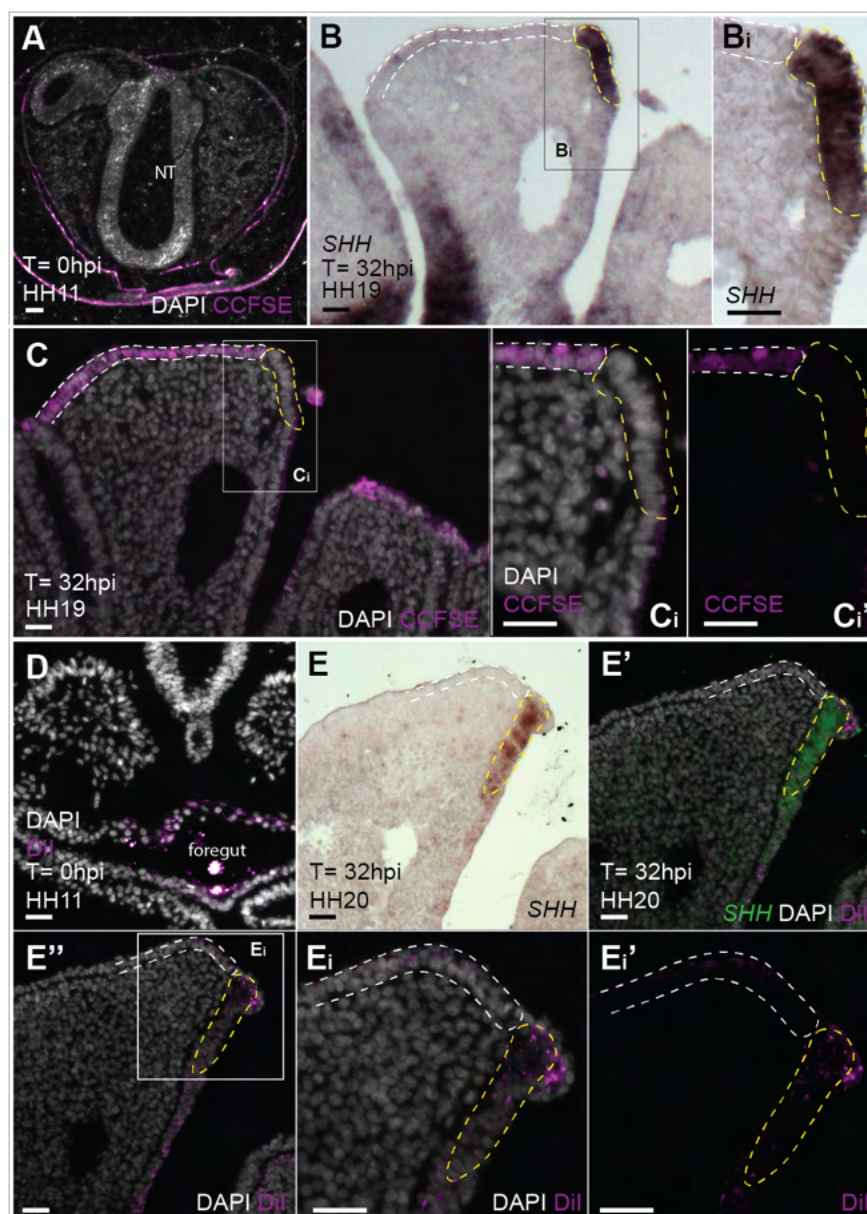 A
NT
T= 0hpi
HH11
DAPI CCFSE
B
Bi
SHH
T= 32hpi
HH19
Bi
SHH
C
Ci
T= 32hpi
HH19
DAPI CCFSE
DAPI
CCFSE
Ci
CCFSE
Ci'
D
DAPI
DiI
foregut
T= 0hpi
HH11
E
T= 32hpi
HH20
SHH
E'
T= 32hpi
HH20
SHH DAPI DiI
E''
Ei
DAPI DiI
Ei
DAPI DiI
Ei'
DiI